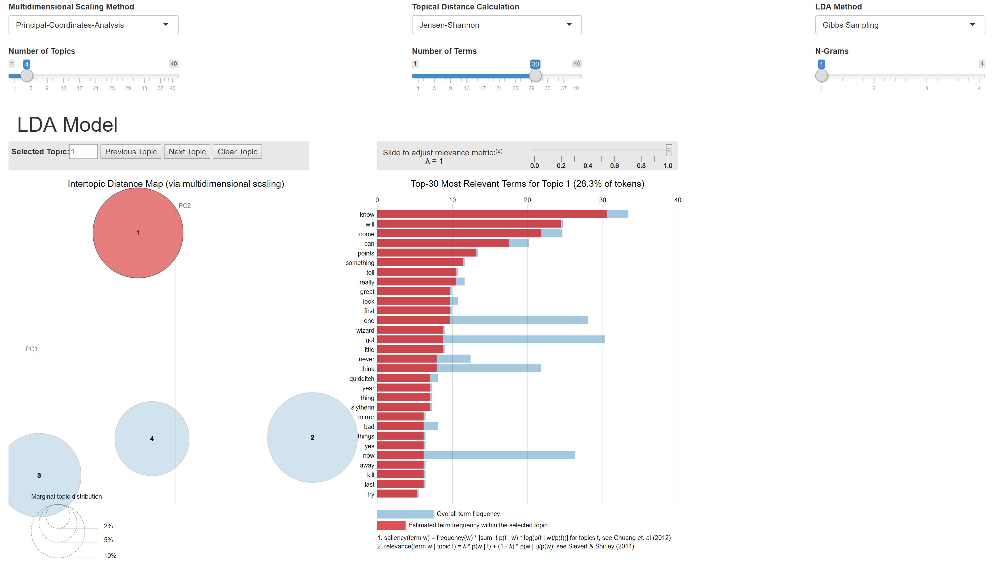 Multidimensional Scaling Method
Principal-Coordinates-Analysis
Topical Distance Calculation
Jensen-Shannon
LDA Method
Gibbs Sampling
Number of Topics
1 4 40
1 5 9 13 17 21 25 29 33 37 40
Number of Terms
1 30 40
1 5 9 13 17 21 25 29 33 37 40
N-Grams
1 4
1 2 3 4
LDA Model
Selected Topic: 1 Previous Topic Next Topic Clear Topic
Slide to adjust relevance metric:(2)
λ = 1
0.0 0.2 0.4 0.6 0.8 1.0
Intertopic Distance Map (via multidimensional scaling)
PC2
1
PC1
4
2
3
Marginal topic distribution
2%
5%
10%
Top-30 Most Relevant Terms for Topic 1 (28.3% of tokens)
0 10 20 30 40
know
will
come
can
points
something
tell
really
great
look
first
one
wizard
got
little
never
think
quidditch
year
thing
slytherin
mirror
bad
things
yes
now
away
kill
last
try
Overall term frequency
Estimated term frequency within the selected topic
1. saliency(term w) = frequency(w) * [sum_t p(t | w) * log(p(t | w)/p(t))] for topics t; see Chuang et. al (2012)
2. relevance(term w | topic t) = λ * p(w | t) + (1 - λ) * p(w | t)/p(w); see Sievert & Shirley (2014)